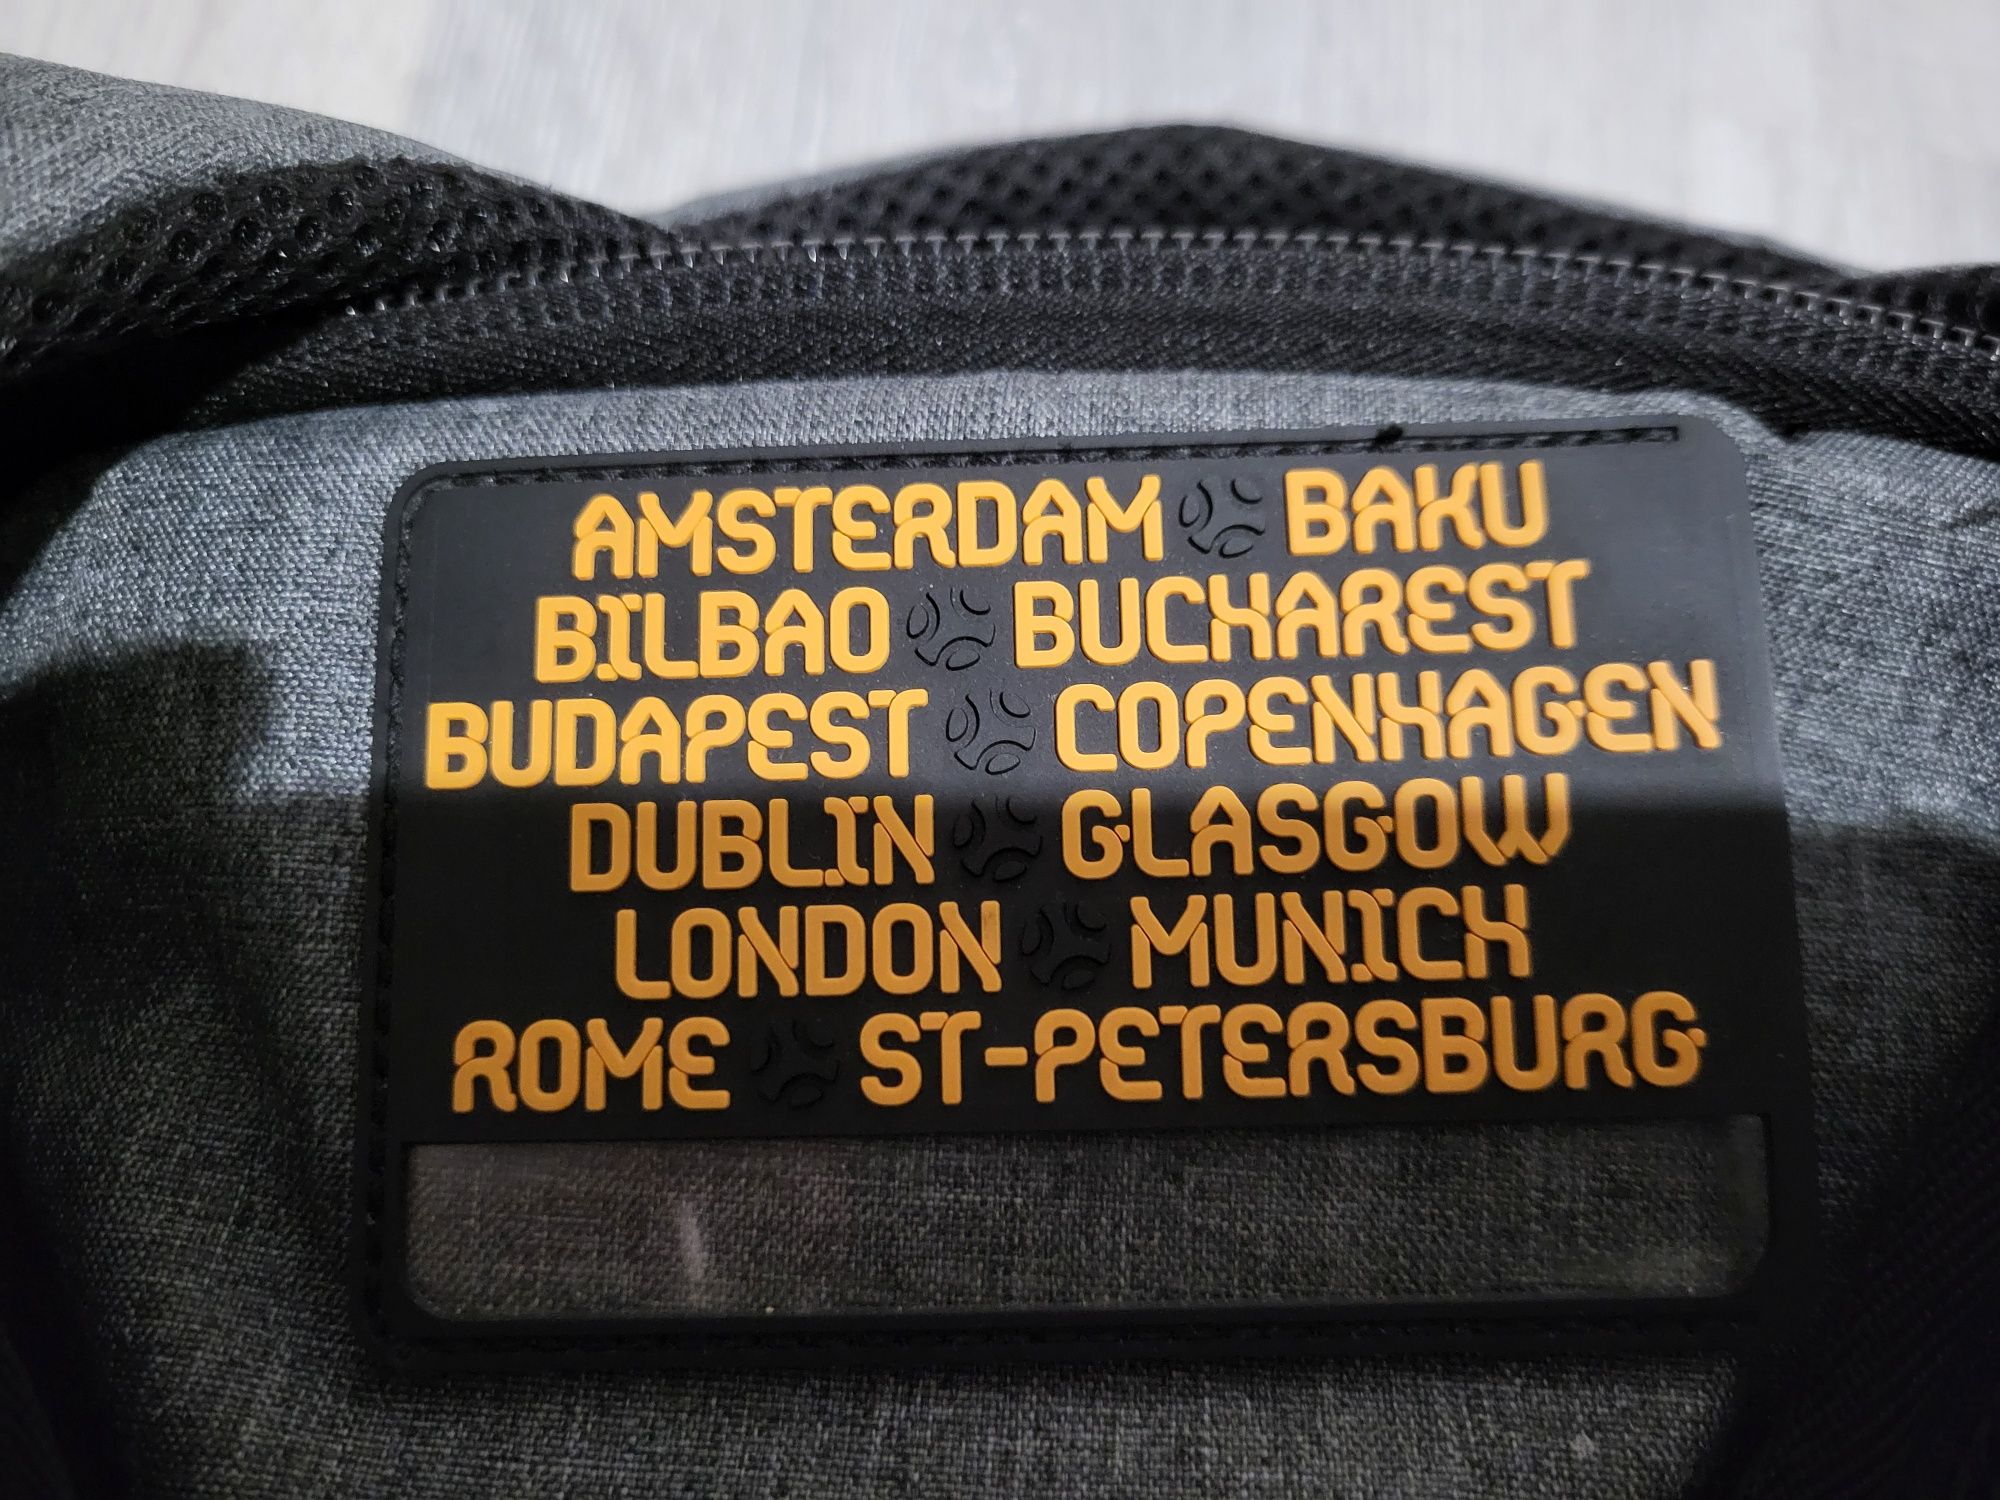 AMSTERDAM BAKU
BILBAO BUCHAREST
BUDAPEST COPENHAGEN
DUBLIN GLASGOW
LONDON MUNICH
ROME ST-PETERSBURG